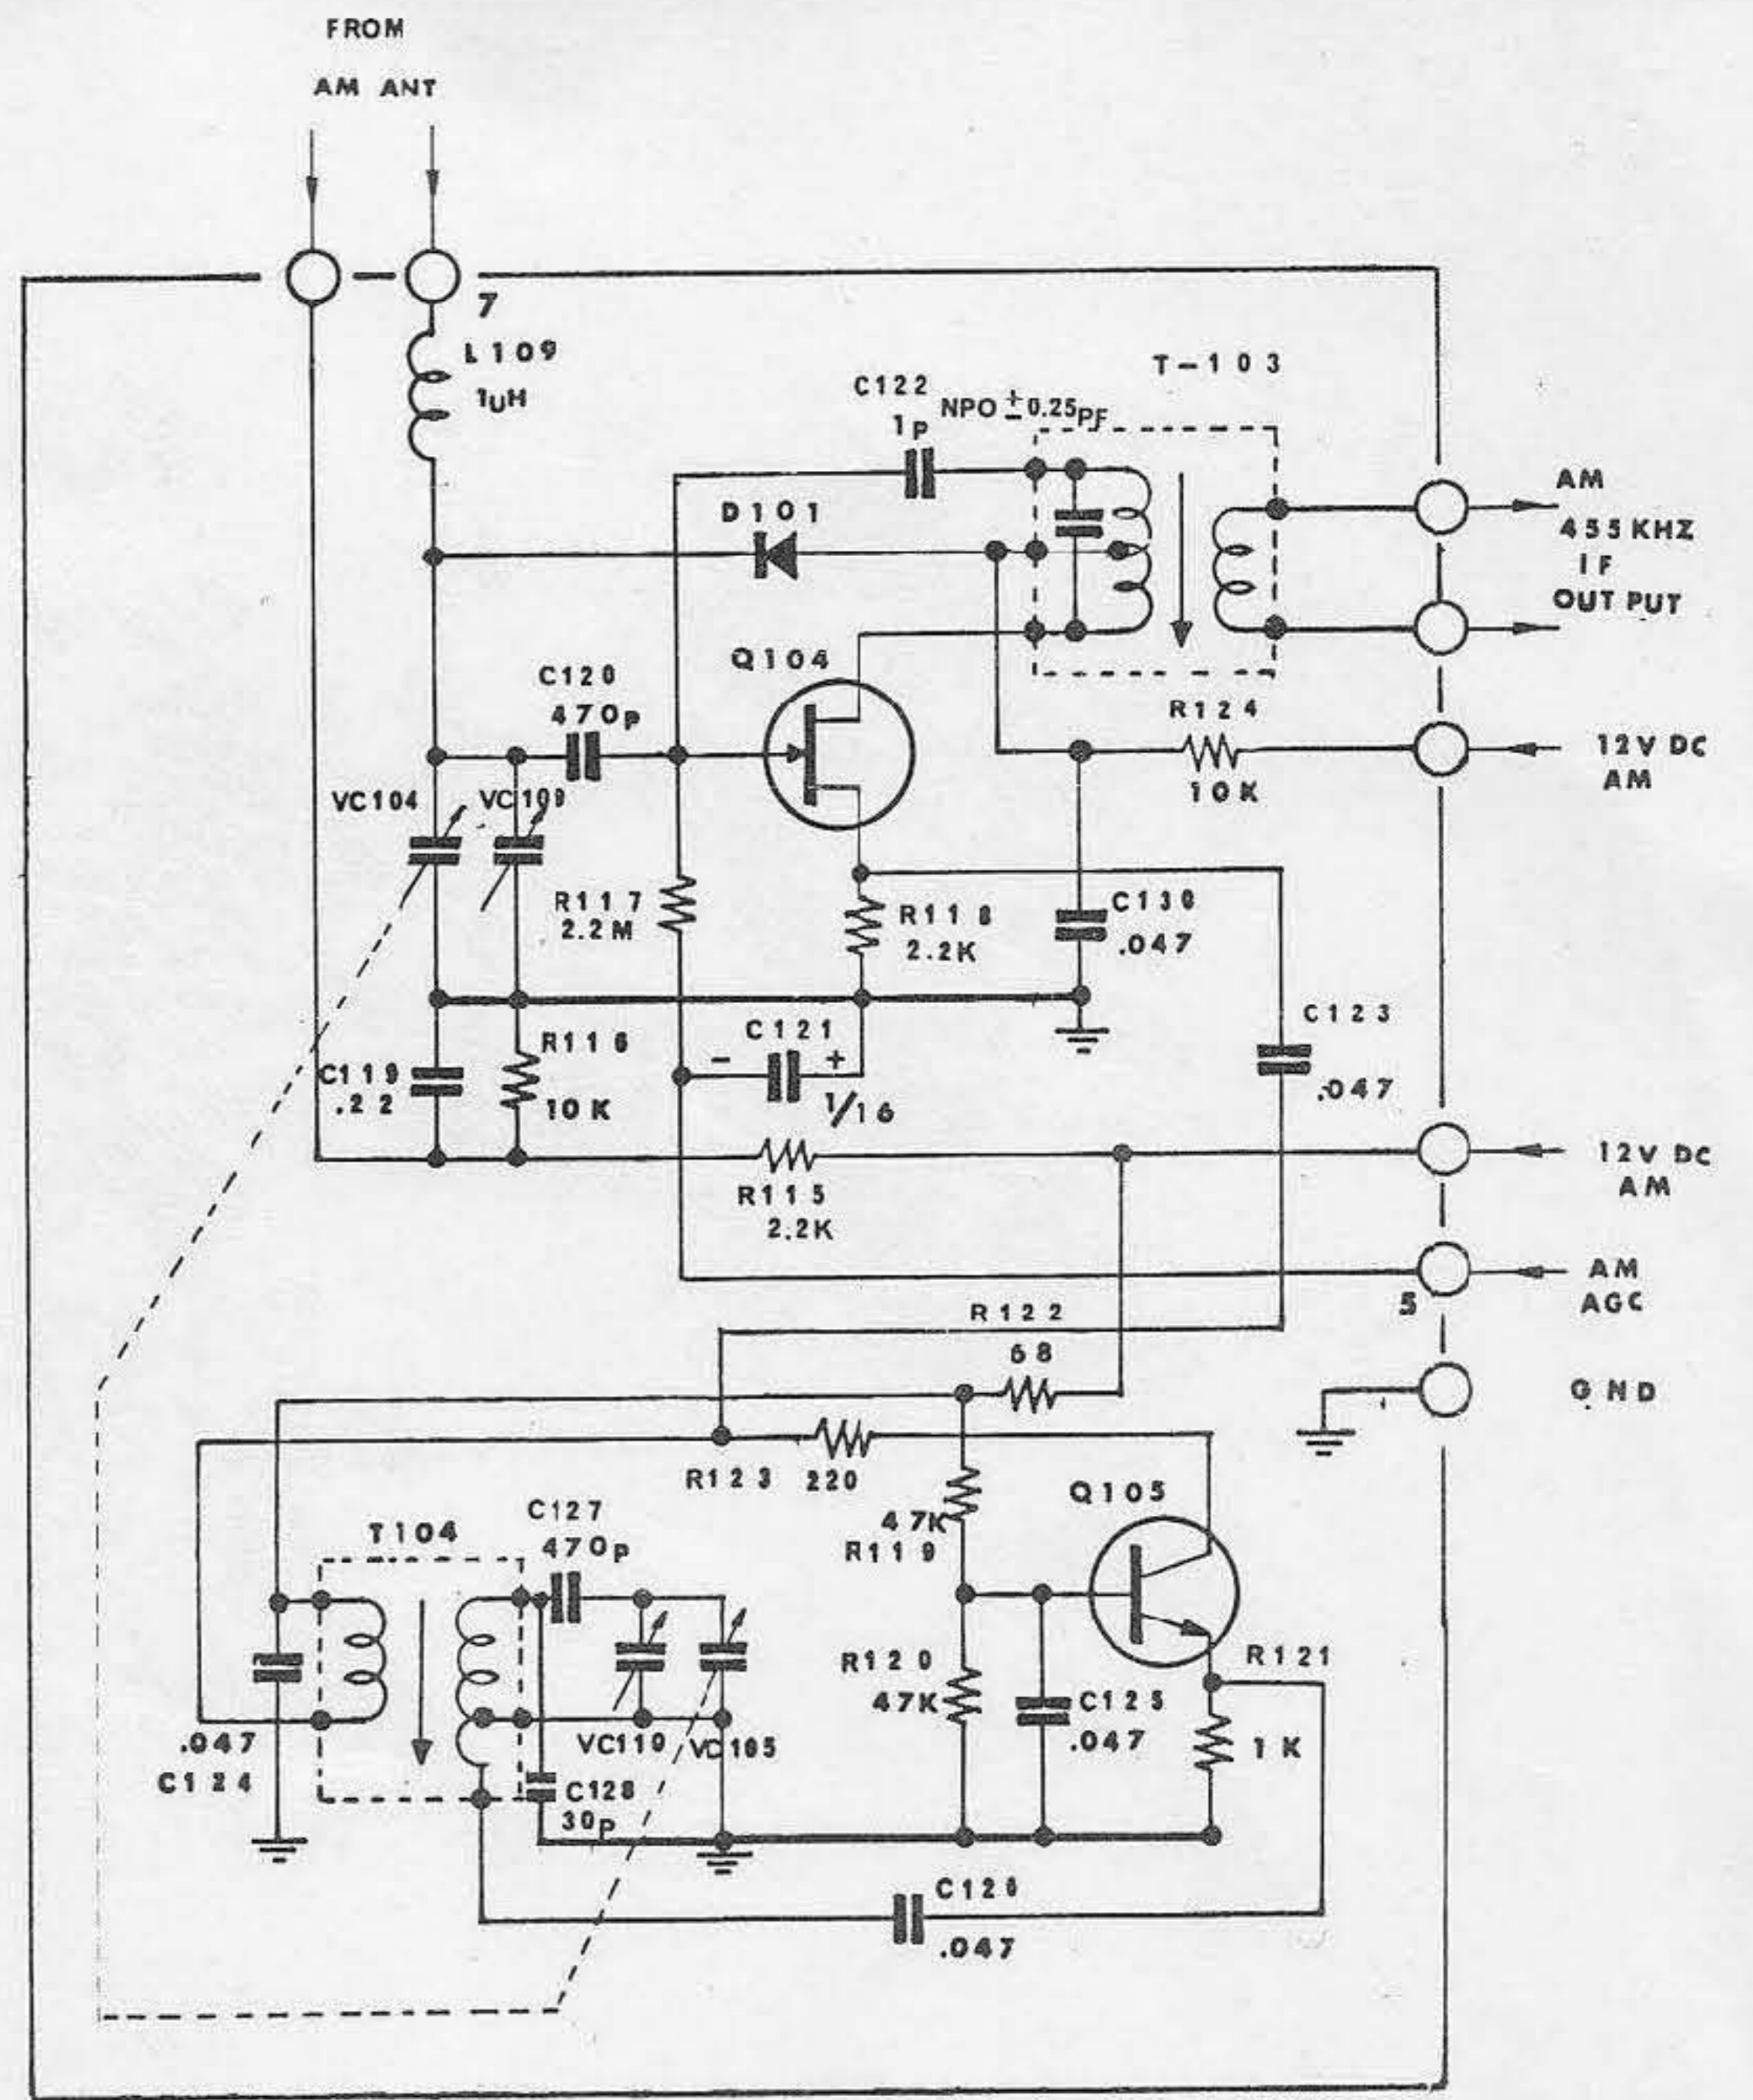 FROM
AM ANT
7
L109
1UH
T-103
C122
1P
NPO ±0.25PF
D101
AM
455KHZ
IF
OUTPUT
Q104
C120
470P
R124
10K
12V DC
AM
VC104
VC109
R117
2.2M
R118
2.2K
C130
.047
C123
.047
C121
- +
1/16
R116
10K
C119
.22
R115
2.2K
12V DC
AM
AM
AGC
5
R122
68
GND
R123 220
Q105
47K
R119
C127
470P
T104
R120
47K
C125
.047
R121
1K
.047
C124
VC110
VC105
C128
30P
C126
.047